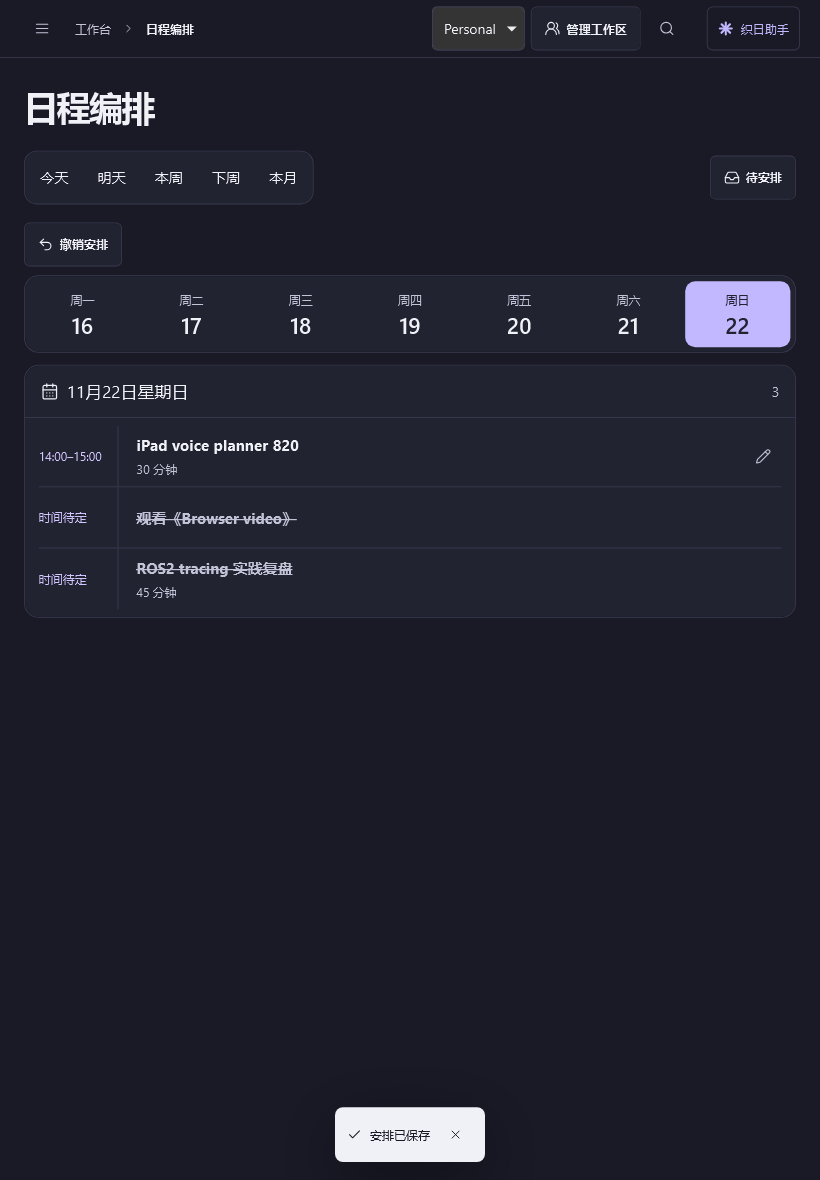 工作台 日程编排 Personal 管理工作区 织日助手
日程编排
今天 明天 本周 下周 本月 待安排
撤销安排
周一 周二 周三 周四 周五 周六 周日
16 17 18 19 20 21 22
11月22日星期日 3
14:00–15:00 iPad voice planner 820
30 分钟
时间待定 观看《Browser video》
时间待定 ROS2 tracing 实践复盘
45 分钟
安排已保存